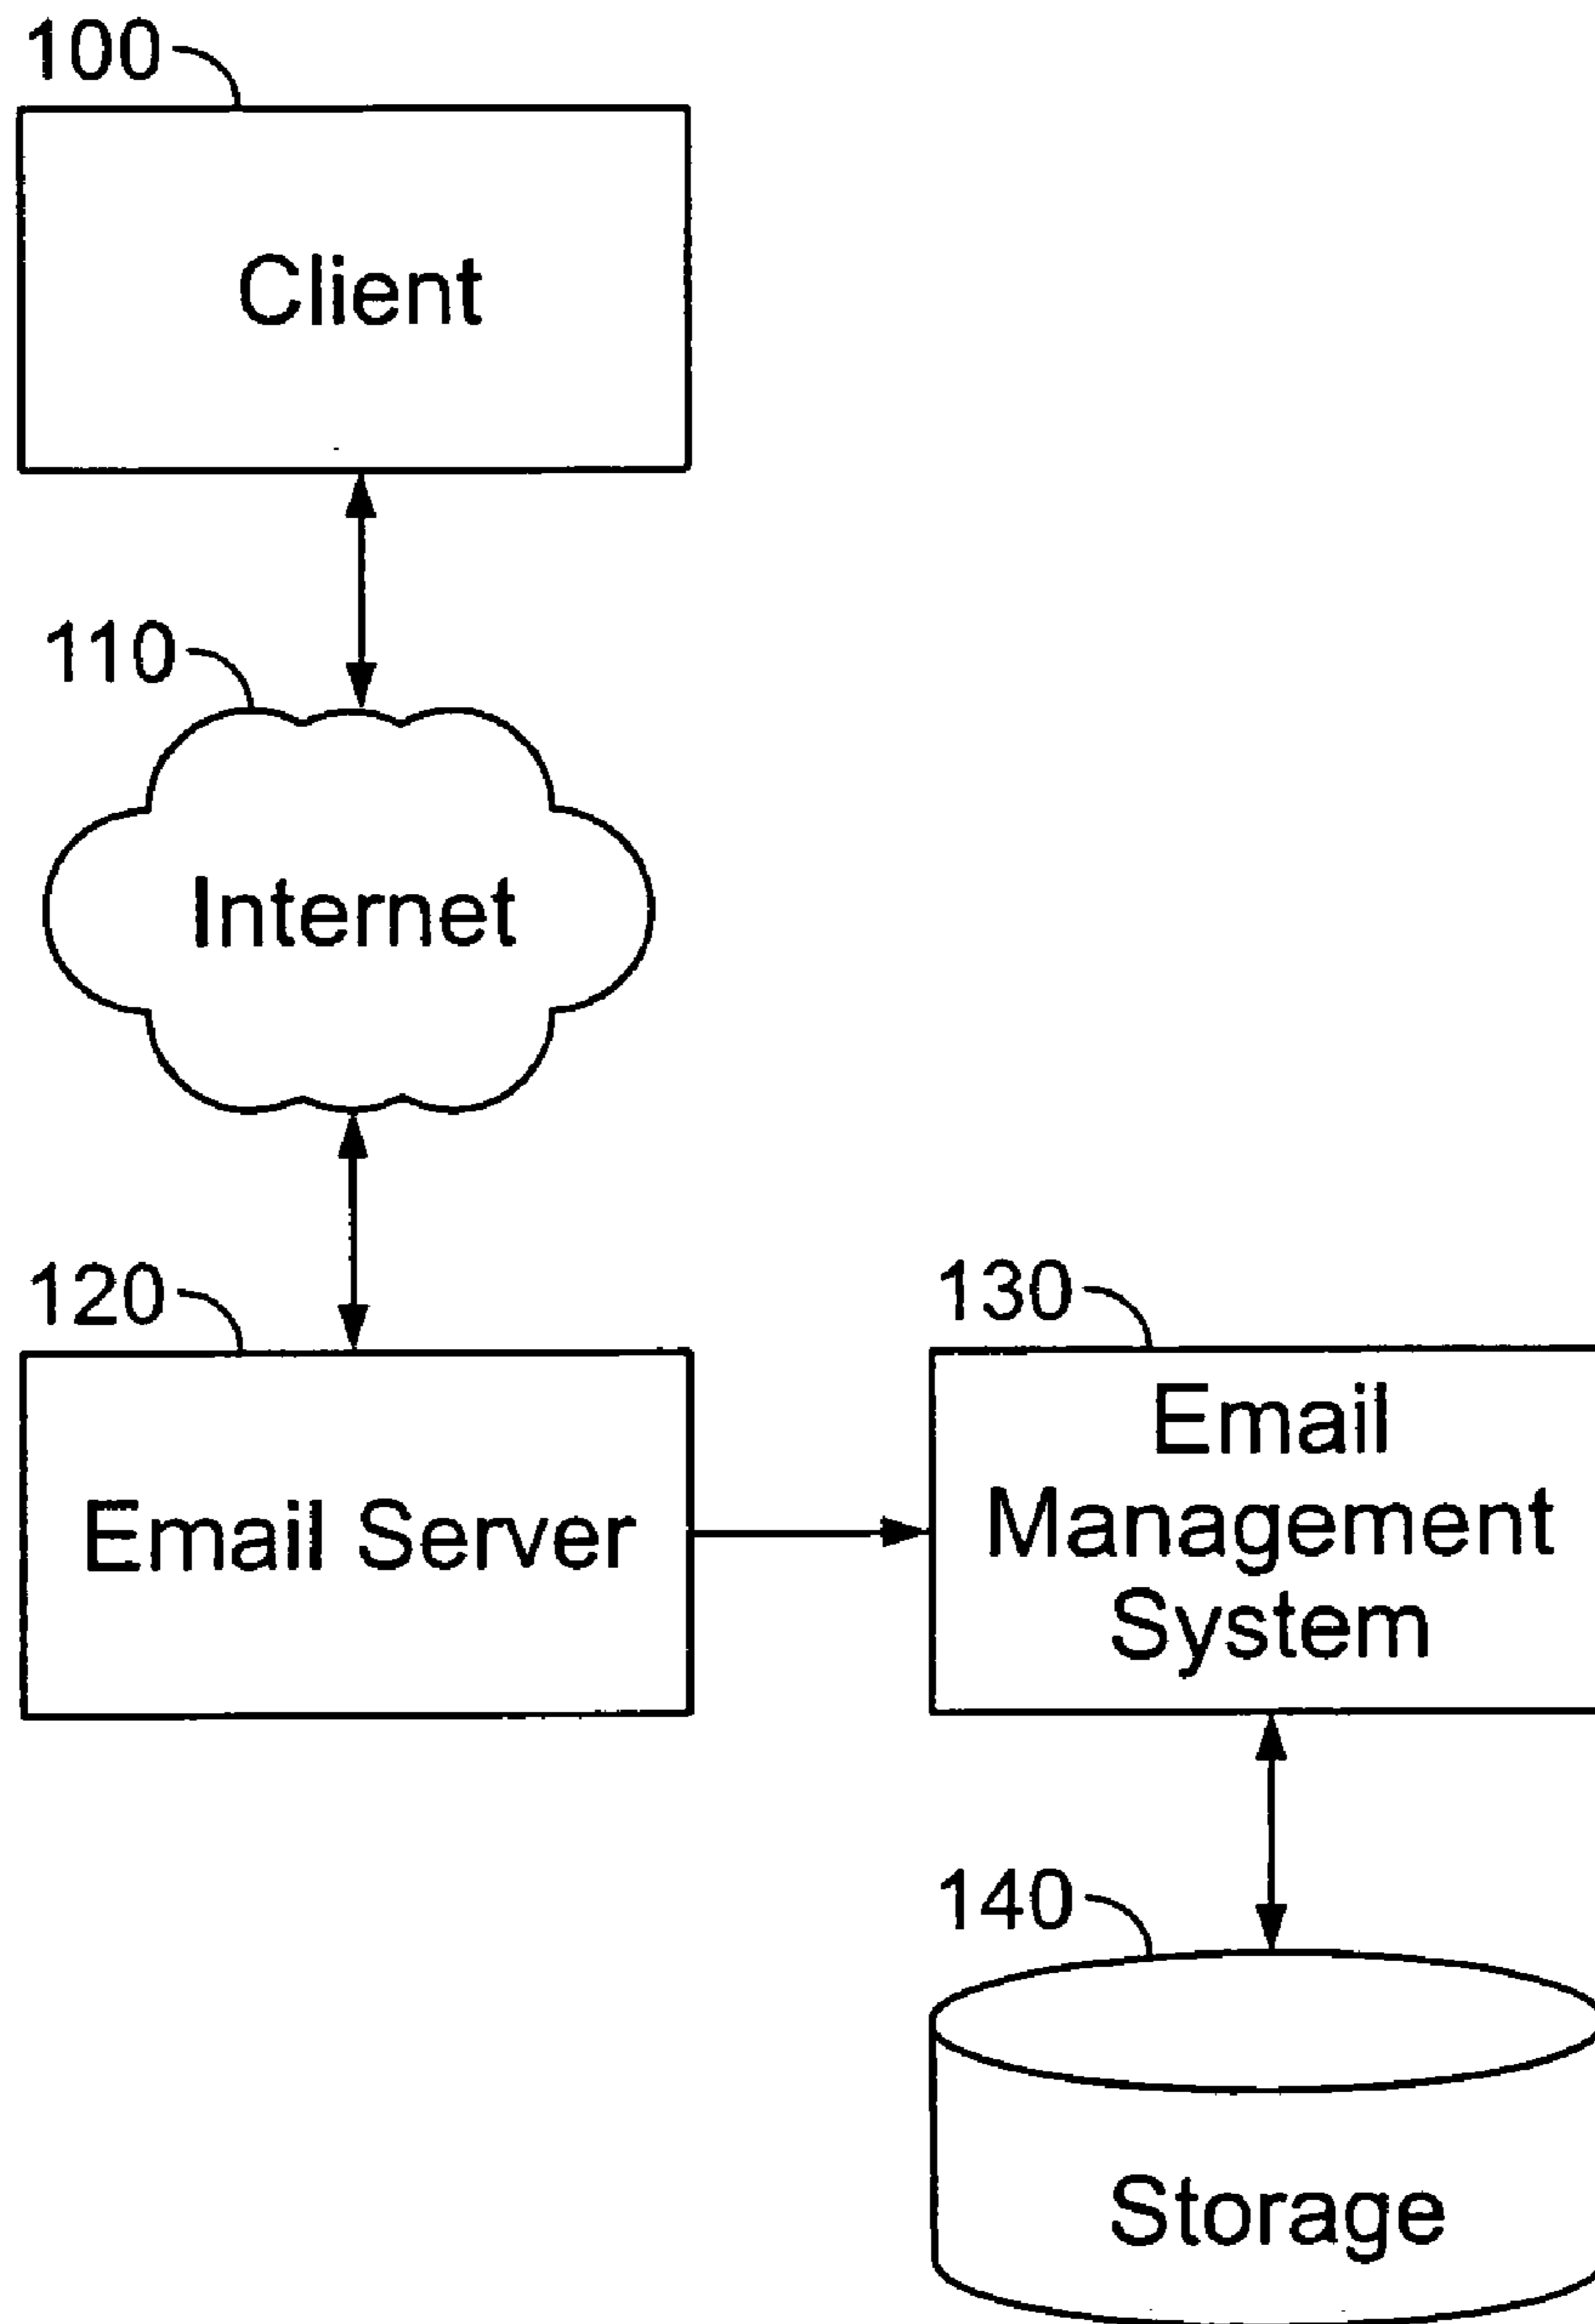 100
Client
110
Internet
120
Email Server
130
Email
Management
System
140
Storage